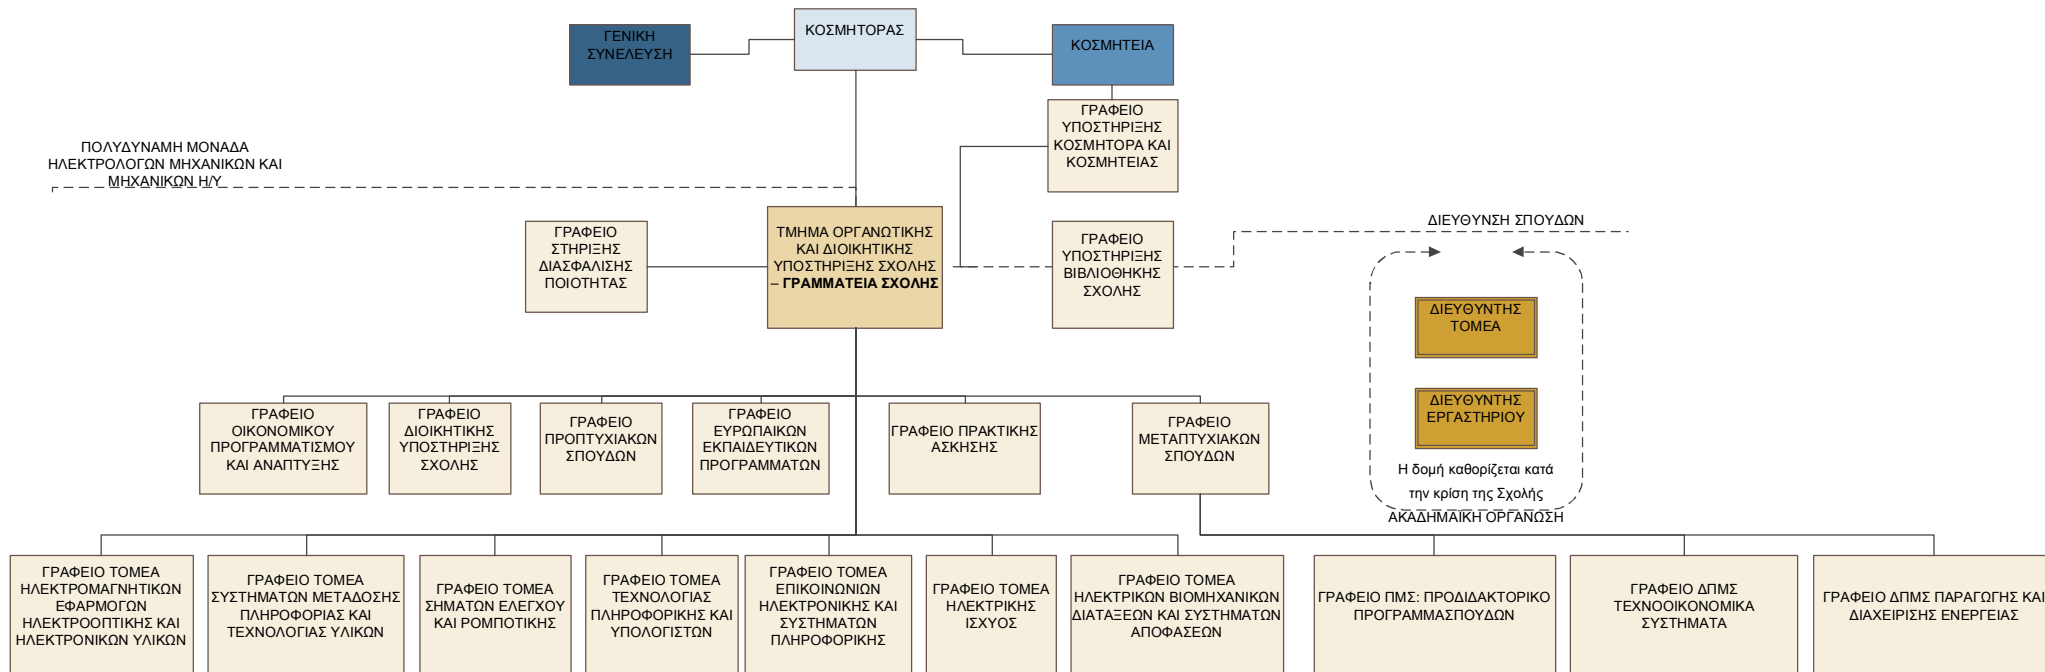 ΓΕΝΙΚΗ
ΣΥΝΕΛΕΥΣΗ
ΚΟΣΜΗΤΟΡΑΣ
ΚΟΣΜΗΤΕΙΑ
ΓΡΑΦΕΙΟ
ΥΠΟΣΤΗΡΙΞΗΣ
ΚΟΣΜΗΤΟΡΑ ΚΑΙ
ΚΟΣΜΗΤΕΙΑΣ
ΠΟΛΥΔΥΝΑΜΗ ΜΟΝΑΔΑ
ΗΛΕΚΤΡΟΛΟΓΩΝ ΜΗΧΑΝΙΚΩΝ ΚΑΙ
ΜΗΧΑΝΙΚΩΝ Η/Υ
ΓΡΑΦΕΙΟ
ΣΤΗΡΙΞΗΣ
ΔΙΑΣΦΑΛΙΣΗΣ
ΠΟΙΟΤΗΤΑΣ
ΤΜΗΜΑ ΟΡΓΑΝΩΤΙΚΗΣ
ΚΑΙ ΔΙΟΙΚΗΤΙΚΗΣ
ΥΠΟΣΤΗΡΙΞΗΣ ΣΧΟΛΗΣ
– ΓΡΑΜΜΑΤΕΙΑ ΣΧΟΛΗΣ
ΓΡΑΦΕΙΟ
ΥΠΟΣΤΗΡΙΞΗΣ
ΒΙΒΛΙΟΘΗΚΗΣ
ΣΧΟΛΗΣ
ΔΙΕΥΘΥΝΣΗ ΣΠΟΥΔΩΝ
ΔΙΕΥΘΥΝΤΗΣ
ΤΟΜΕΑ
ΔΙΕΥΘΥΝΤΗΣ
ΕΡΓΑΣΤΗΡΙΟΥ
Η δομή καθορίζεται κατά
την κρίση της Σχολής
ΑΚΑΔΗΜΑΪΚΗ ΟΡΓΑΝΩΣΗ
ΓΡΑΦΕΙΟ
ΟΙΚΟΝΟΜΙΚΟΥ
ΠΡΟΓΡΑΜΜΑΤΙΣΜΟΥ
ΚΑΙ ΑΝΑΠΤΥΞΗΣ
ΓΡΑΦΕΙΟ
ΔΙΟΙΚΗΤΙΚΗΣ
ΥΠΟΣΤΗΡΙΞΗΣ
ΣΧΟΛΗΣ
ΓΡΑΦΕΙΟ
ΠΡΟΠΤΥΧΙΑΚΩΝ
ΣΠΟΥΔΩΝ
ΓΡΑΦΕΙΟ
ΕΥΡΩΠΑΙΚΩΝ
ΕΚΠΑΙΔΕΥΤΙΚΩΝ
ΠΡΟΓΡΑΜΜΑΤΩΝ
ΓΡΑΦΕΙΟ ΠΡΑΚΤΙΚΗΣ
ΑΣΚΗΣΗΣ
ΓΡΑΦΕΙΟ
ΜΕΤΑΠΤΥΧΙΑΚΩΝ
ΣΠΟΥΔΩΝ
ΓΡΑΦΕΙΟ ΤΟΜΕΑ
ΗΛΕΚΤΡΟΜΑΓΝΗΤΙΚΩΝ
ΕΦΑΡΜΟΓΩΝ
ΗΛΕΚΤΡΟΟΠΤΙΚΗΣ ΚΑΙ
ΗΛΕΚΤΡΟΝΙΚΩΝ ΥΛΙΚΩΝ
ΓΡΑΦΕΙΟ ΤΟΜΕΑ
ΣΥΣΤΗΜΑΤΩΝ ΜΕΤΑΔΟΣΗΣ
ΠΛΗΡΟΦΟΡΙΑΣ ΚΑΙ
ΤΕΧΝΟΛΟΓΙΑΣ ΥΛΙΚΩΝ
ΓΡΑΦΕΙΟ ΤΟΜΕΑ
ΣΗΜΑΤΩΝ ΕΛΕΓΧΟΥ
ΚΑΙ ΡΟΜΠΟΤΙΚΗΣ
ΓΡΑΦΕΙΟ ΤΟΜΕΑ
ΤΕΧΝΟΛΟΓΙΑΣ
ΠΛΗΡΟΦΟΡΙΚΗΣ ΚΑΙ
ΥΠΟΛΟΓΙΣΤΩΝ
ΓΡΑΦΕΙΟ ΤΟΜΕΑ
ΕΠΙΚΟΙΝΩΝΙΩΝ
ΗΛΕΚΤΡΟΝΙΚΗΣ ΚΑΙ
ΣΥΣΤΗΜΑΤΩΝ
ΠΛΗΡΟΦΟΡΙΚΗΣ
ΓΡΑΦΕΙΟ ΤΟΜΕΑ
ΗΛΕΚΤΡΙΚΗΣ
ΙΣΧΥΟΣ
ΓΡΑΦΕΙΟ ΤΟΜΕΑ
ΗΛΕΚΤΡΙΚΩΝ ΒΙΟΜΗΧΑΝΙΚΩΝ
ΔΙΑΤΑΞΕΩΝ ΚΑΙ ΣΥΣΤΗΜΑΤΩΝ
ΑΠΟΦΑΣΕΩΝ
ΓΡΑΦΕΙΟ ΠΜΣ: ΠΡΟΔΙΔΑΚΤΟΡΙΚΟ
ΠΡΟΓΡΑΜΜΑΣΠΟΥΔΩΝ
ΓΡΑΦΕΙΟ ΔΠΜΣ
ΤΕΧΝΟΟΙΚΟΝΟΜΙΚΑ
ΣΥΣΤΗΜΑΤΑ
ΓΡΑΦΕΙΟ ΔΠΜΣ ΠΑΡΑΓΩΓΗΣ ΚΑΙ
ΔΙΑΧΕΙΡΙΣΗΣ ΕΝΕΡΓΕΙΑΣ